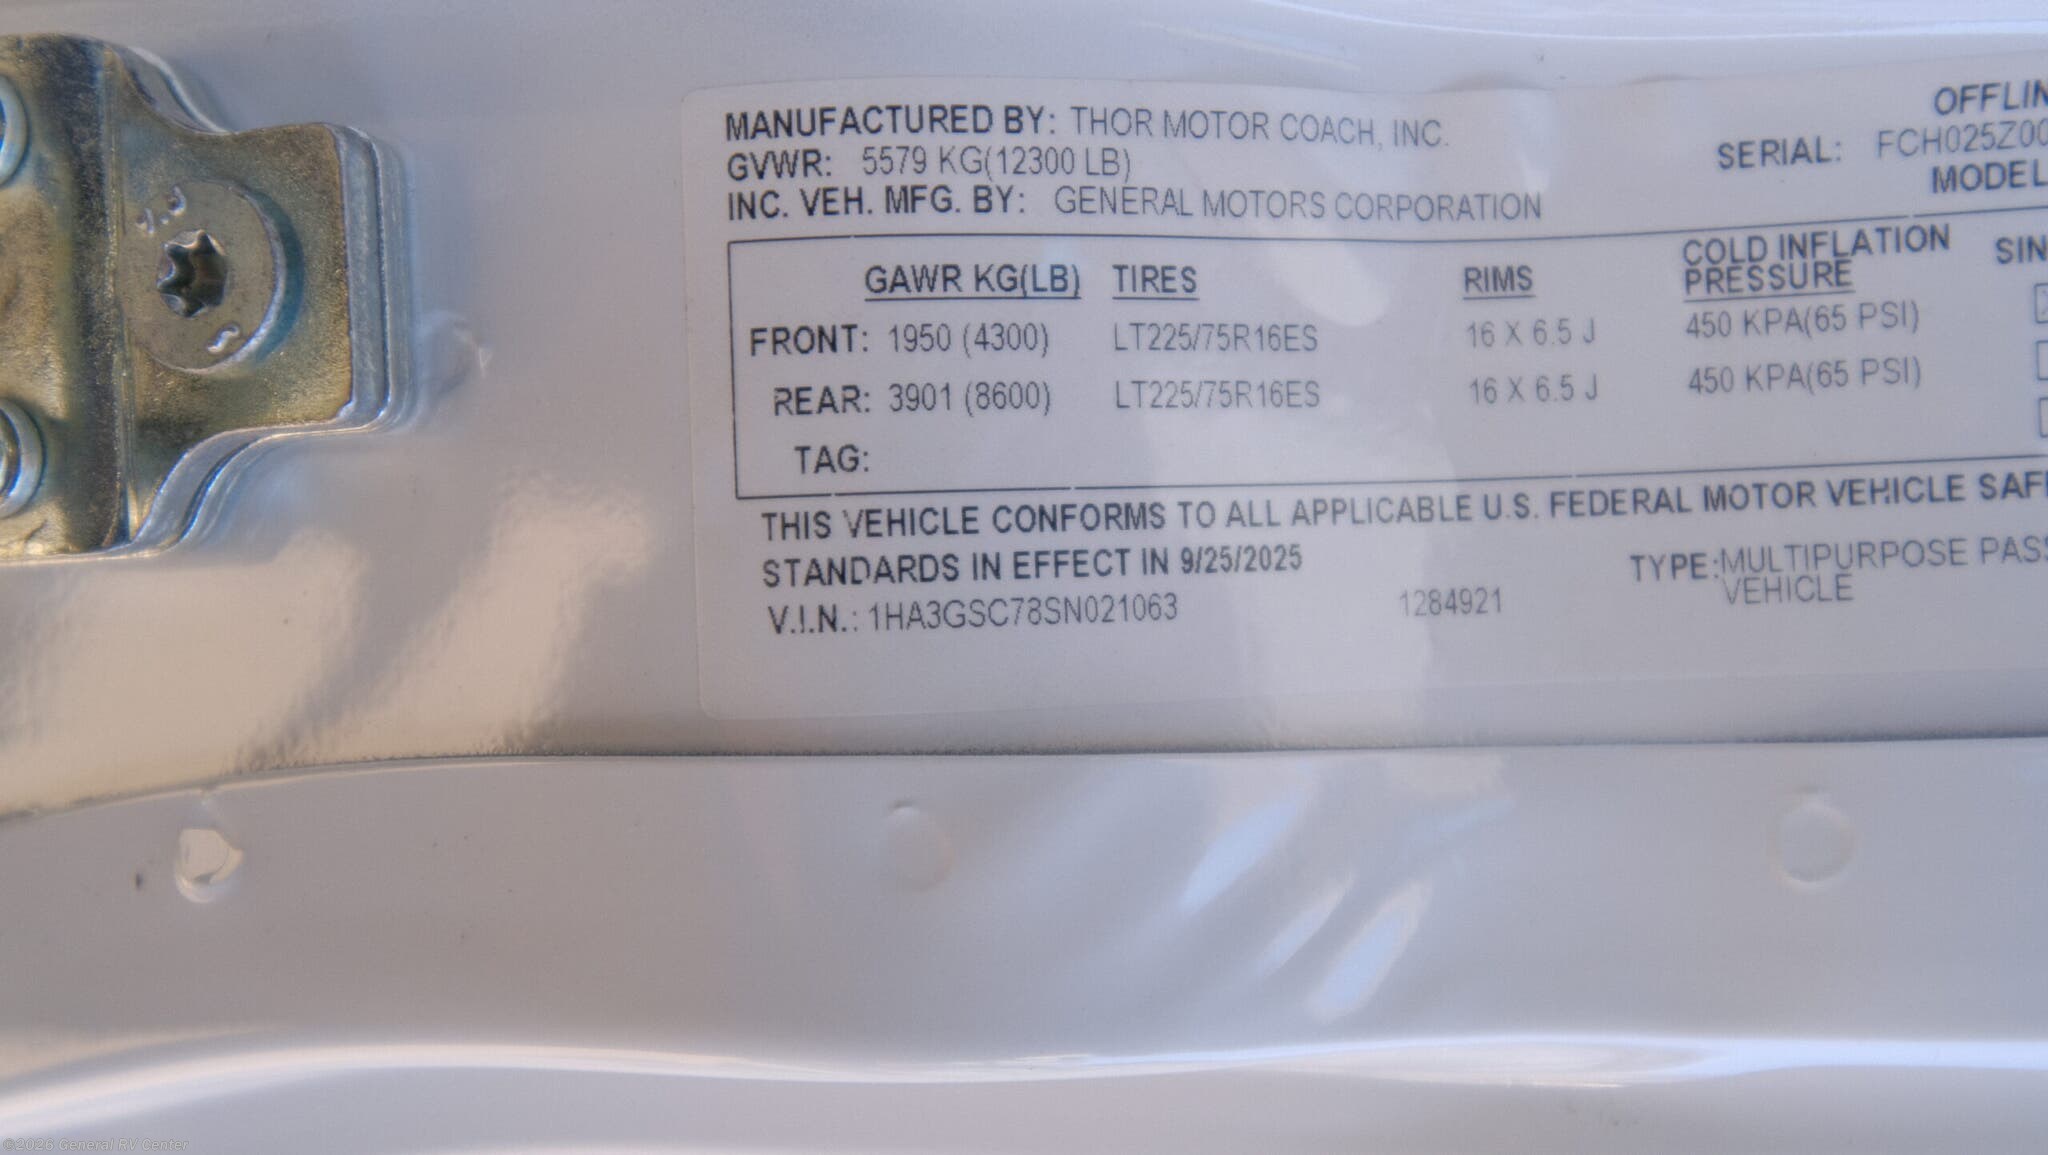 OFFLIN
MANUFACTURED BY: THOR MOTOR COACH, INC.
SERIAL: FCH025Z00
GVWR: 5579 KG(12300 LB)
MODEL
INC. VEH. MFG. BY: GENERAL MOTORS CORPORATION
GAWR KG(LB) TIRES RIMS COLD INFLATION PRESSURE SIN
FRONT: 1950 (4300) LT225/75R16ES 16 X 6.5 J 450 KPA(65 PSI)
REAR: 3901 (8600) LT225/75R16ES 16 X 6.5 J 450 KPA(65 PSI)
TAG:
THIS VEHICLE CONFORMS TO ALL APPLICABLE U.S. FEDERAL MOTOR VEHICLE SAF
STANDARDS IN EFFECT IN 9/25/2025
TYPE:MULTIPURPOSE PASS
VEHICLE
V.I.N.: 1HA3GSC78SN021063 1284921
©2026 General RV Center